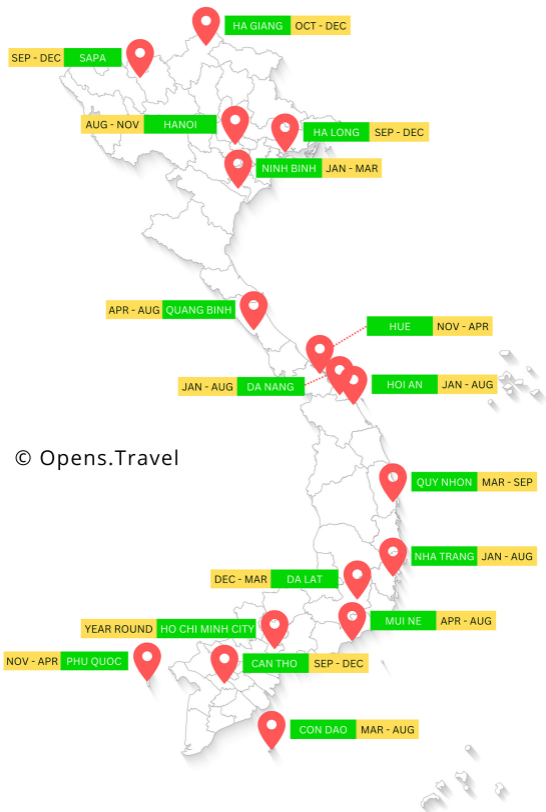 HA GIANG OCT - DEC
SEP - DEC SAPA
AUG - NOV HANOI
HA LONG SEP - DEC
NINH BINH JAN - MAR
APR - AUG QUANG BINH
HUE NOV - APR
JAN - AUG DA NANG
HOI AN JAN - AUG
© Opens.Travel
QUY NHON MAR - SEP
NHA TRANG JAN - AUG
DEC - MAR DA LAT
MUI NE APR - AUG
YEAR ROUND HO CHI MINH CITY
NOV - APR PHU QUOC
CAN THO SEP - DEC
CON DAO MAR - AUG